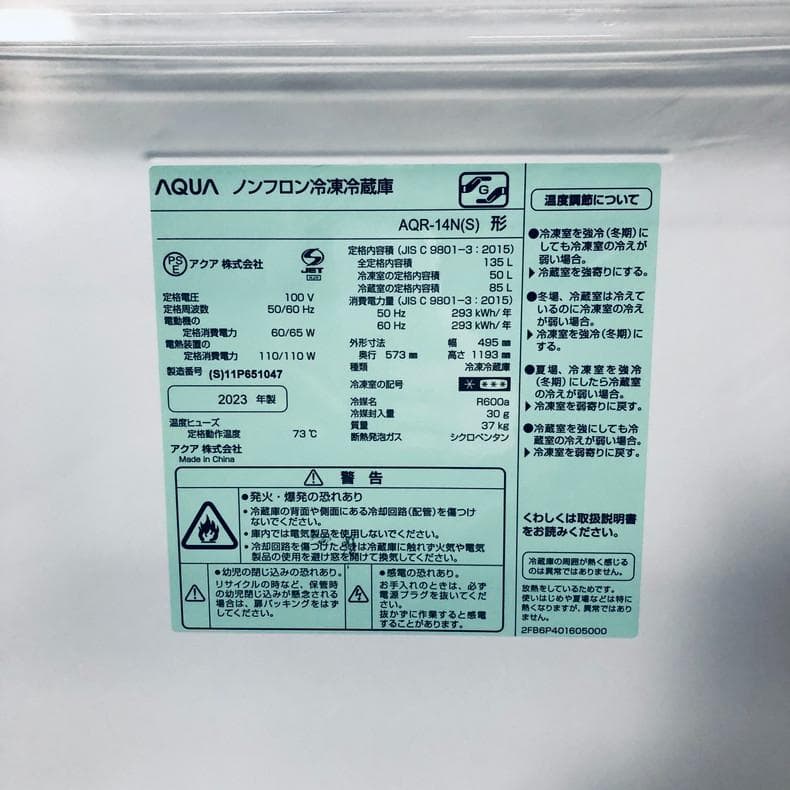 AQUA ノンフロン冷凍冷蔵庫
G
AQR-14N(S) 形
PS
E
アクア 株式会社
S
JET
定格電圧 100 V
定格周波数 50/60 Hz
電動機の
定格消費電力 60/65 W
電熱装置の
定格消費電力 110/110 W
製造番号 (S)11P651047
2023 年製
温度ヒューズ
定格動作温度 73 ℃
アクア 株式会社
Made in China
定格内容積 (JIS C 9801-3 : 2015)
全定格内容積 135 L
冷凍室の定格内容積 50 L
冷蔵室の定格内容積 85 L
消費電力量 (JIS C 9801-3 : 2015)
50 Hz 293 kWh/年
60 Hz 293 kWh/年
外形寸法 幅 495 ㎜
奥行 573 ㎜ 高さ 1193 ㎜
種類 冷凍冷蔵庫
冷凍室の記号
冷媒名 R600a
冷媒封入量 30 g
質量 37 kg
断熱発泡ガス シクロペンタン
警 告
●発火・爆発の恐れあり
・冷蔵庫の背面や側面にある冷却回路(配管)を傷つけ
ないでください。
・庫内では電気製品を使用しないでください。
・冷却回路を傷つけたときは冷蔵庫に触れず火気や電気
製品の使用を避け窓を開けて換気してください。
●幼児の閉じ込みの恐れあり。
リサイクルの時など、保管時
の幼児閉じ込みが懸念される
場合は、扉パッキングをはず
してください。
●感電の恐れあり。
お手入れのときは、必ず
電源プラグを抜いてくだ
さい。
抜かずに作業すると感電
することがあります。
温度調節について
●冷凍室を強冷(冬期)に
しても冷凍室の冷えが
弱い場合。
▶冷蔵室を強寄りにする。
●冬場、冷蔵室は冷えて
いるのに冷凍室の冷え
が弱い場合。
▶冷凍室を強冷(冬期)に
する。
●夏場、冷凍室を強冷
(冬期)にしたら冷蔵室
の冷えが弱い場合。
▶冷凍室を弱寄りに戻す。
●冷蔵室を強にしても冷
蔵室の冷えが弱い場合。
▶冷凍室を弱寄りに戻す。
くわしくは取扱説明書
をお読みください。
冷蔵庫の周囲が熱く感じる
のは異常ではありません。
放熱をしているためです。
使いはじめや夏場などは特に
熱くなりますが、異常ではあり
ません。
2FB6P401605000